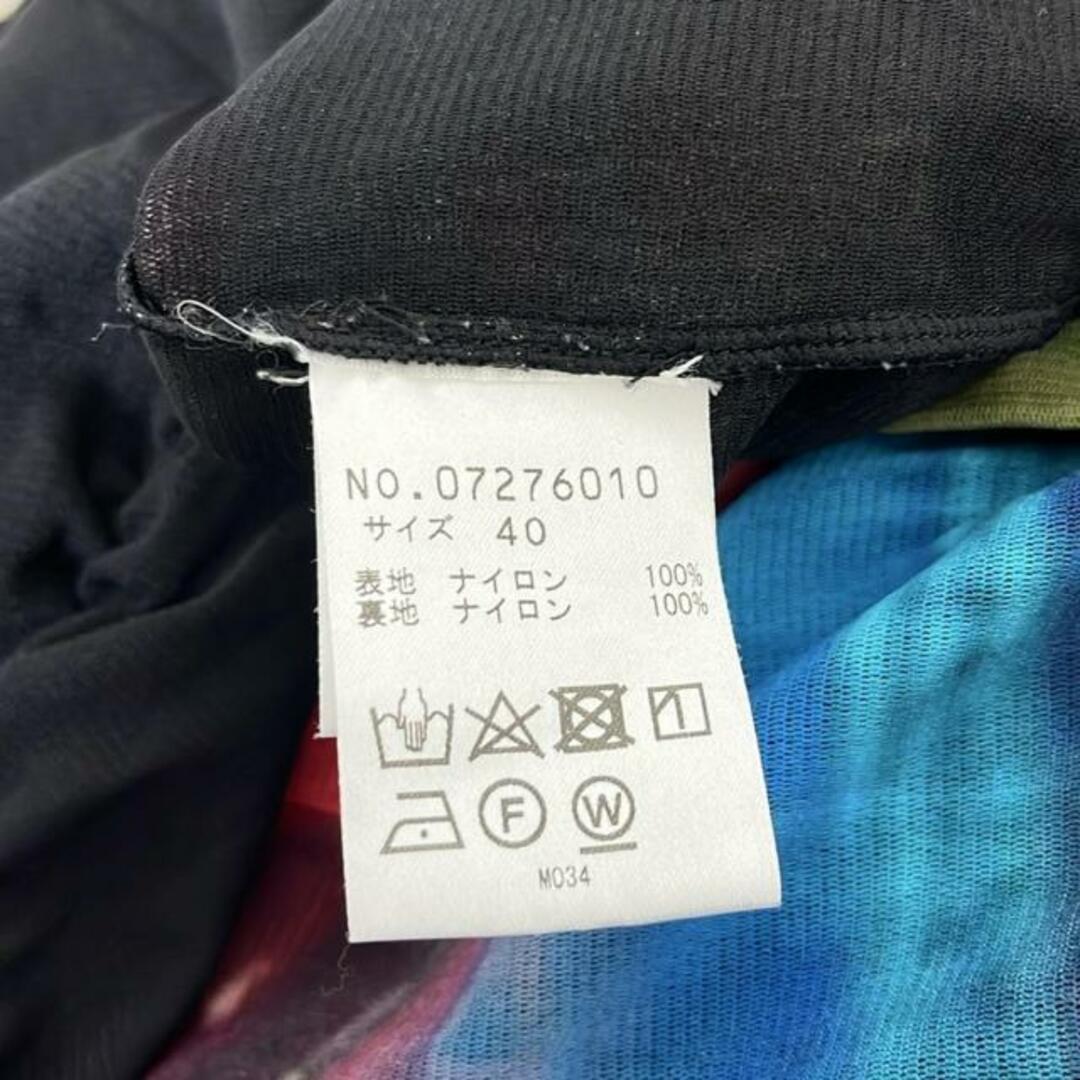 NO.07276010
サイズ 40
表地 ナイロン 100%
裏地 ナイロン 100%
F W
M034